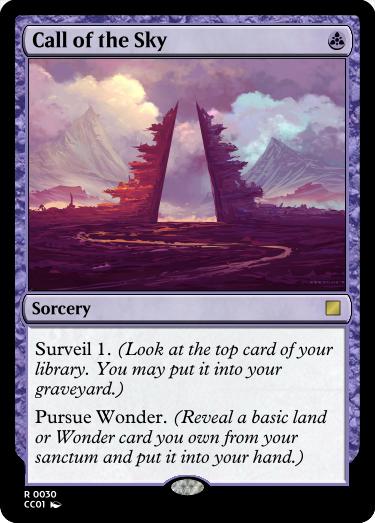 Call of the Sky
Sorcery
Surveil 1. (Look at the top card of your
library. You may put it into your
graveyard.)
Pursue Wonder. (Reveal a basic land
or Wonder card you own from your
sanctum and put it into your hand.)
R 0030
CC01